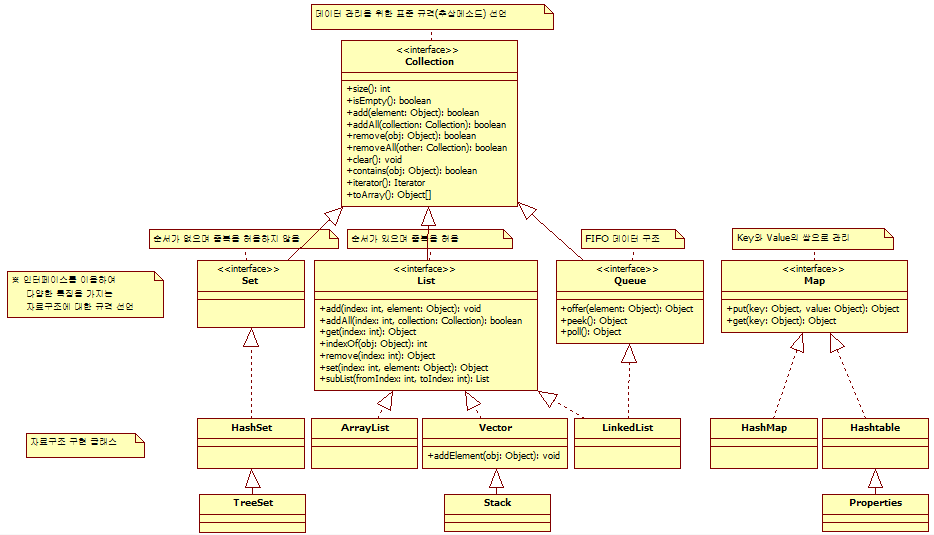 데이터 관리을 위한 표준 규격(추상메소드) 선언
<<interface>>
Collection
+size(): int
+isEmpty(): boolean
+add(element: Object): boolean
+addAll(collection: Collection): boolean
+remove(obj: Object): boolean
+removeAll(other: Collection): boolean
+clear(): void
+contains(obj: Object): boolean
+iterator(): Iterator
+toArray(): Object[]
순서가 없으며 중복을 허용하지 않음
순서가 있으며 중복을 허용
FIFO 데이터 구조
Key와 Value의 쌍으로 관리
※ 인터페이스를 이용하여
다양한 특징을 가지는
자료구조에 대한 규격 선언
<<interface>>
Set
<<interface>>
List
+add(index: int, element: Object): void
+addAll(index: int, collection: Collection): boolean
+get(index: int): Object
+indexOf(obj: Object): int
+remove(index: int): Object
+set(index: int, element: Object): Object
+subList(fromIndex: int, toIndex: int): List
<<interface>>
Queue
+offer(element: Object): Object
+peek(): Object
+poll(): Object
<<interface>>
Map
+put(key: Object, value: Object): Object
+get(key: Object): Object
자료구조 구현 클래스
HashSet
ArrayList
Vector
+addElement(obj: Object): void
LinkedList
HashMap
Hashtable
TreeSet
Stack
Properties